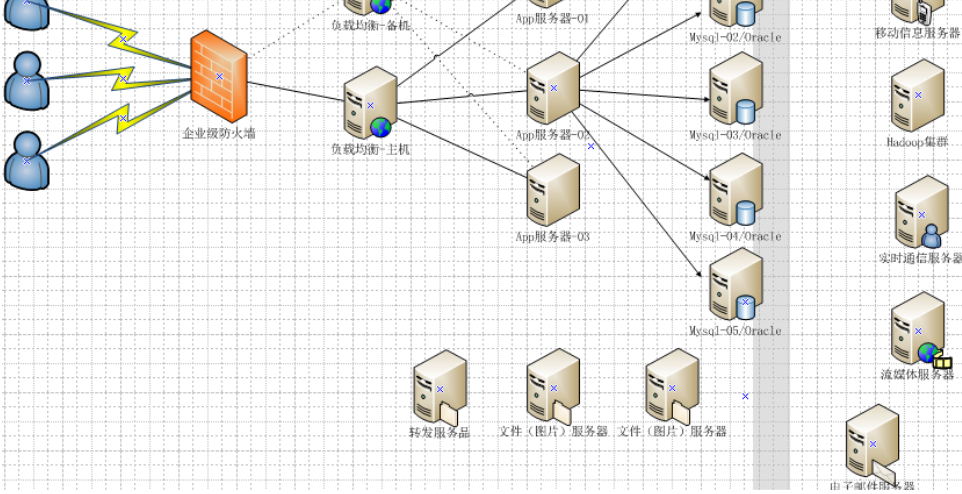 App服务器-01
负载均衡-备机
移动信息服务器
Mysql-02/Oracle
企业级防火墙
App服务器-02
Mysql-03/Oracle
Hadoop集群
负载均衡-主机
App服务器-03
Mysql-04/Oracle
实时通信服务器
Mysql-05/Oracle
流媒体服务器
转发服务品
文件（图片）服务器
文件（图片）服务器
电子邮件服务器